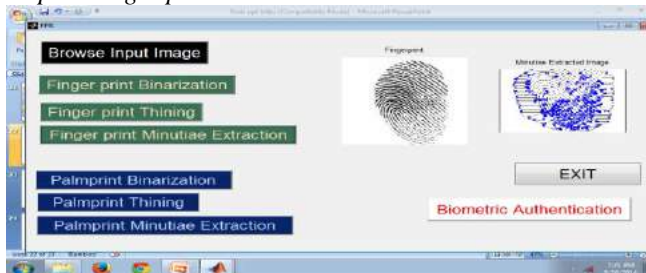 FPR
Browse Input Image
Finger print Binarization
Finger print Thining
Finger print Minutiae Extraction
Palmprint Binarization
Palmprint Thining
Palmprint Minutiae Extraction
Fingerprint
Minutiae Extracted Image
EXIT
Biometric Authentication